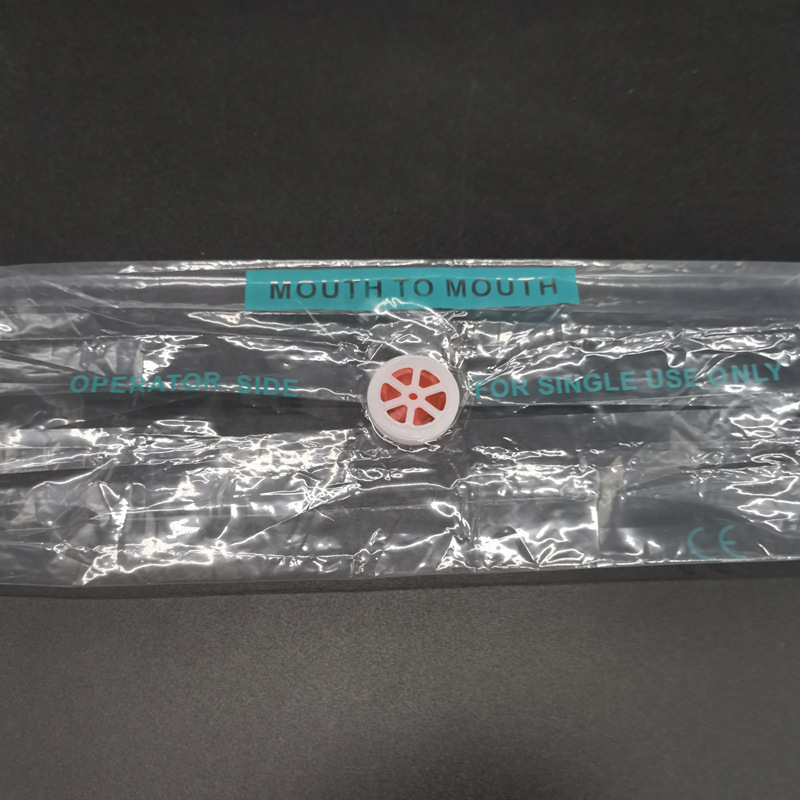 MOUTH TO MOUTH
OPERATOR SIDE
FOR SINGLE USE ONLY
CE